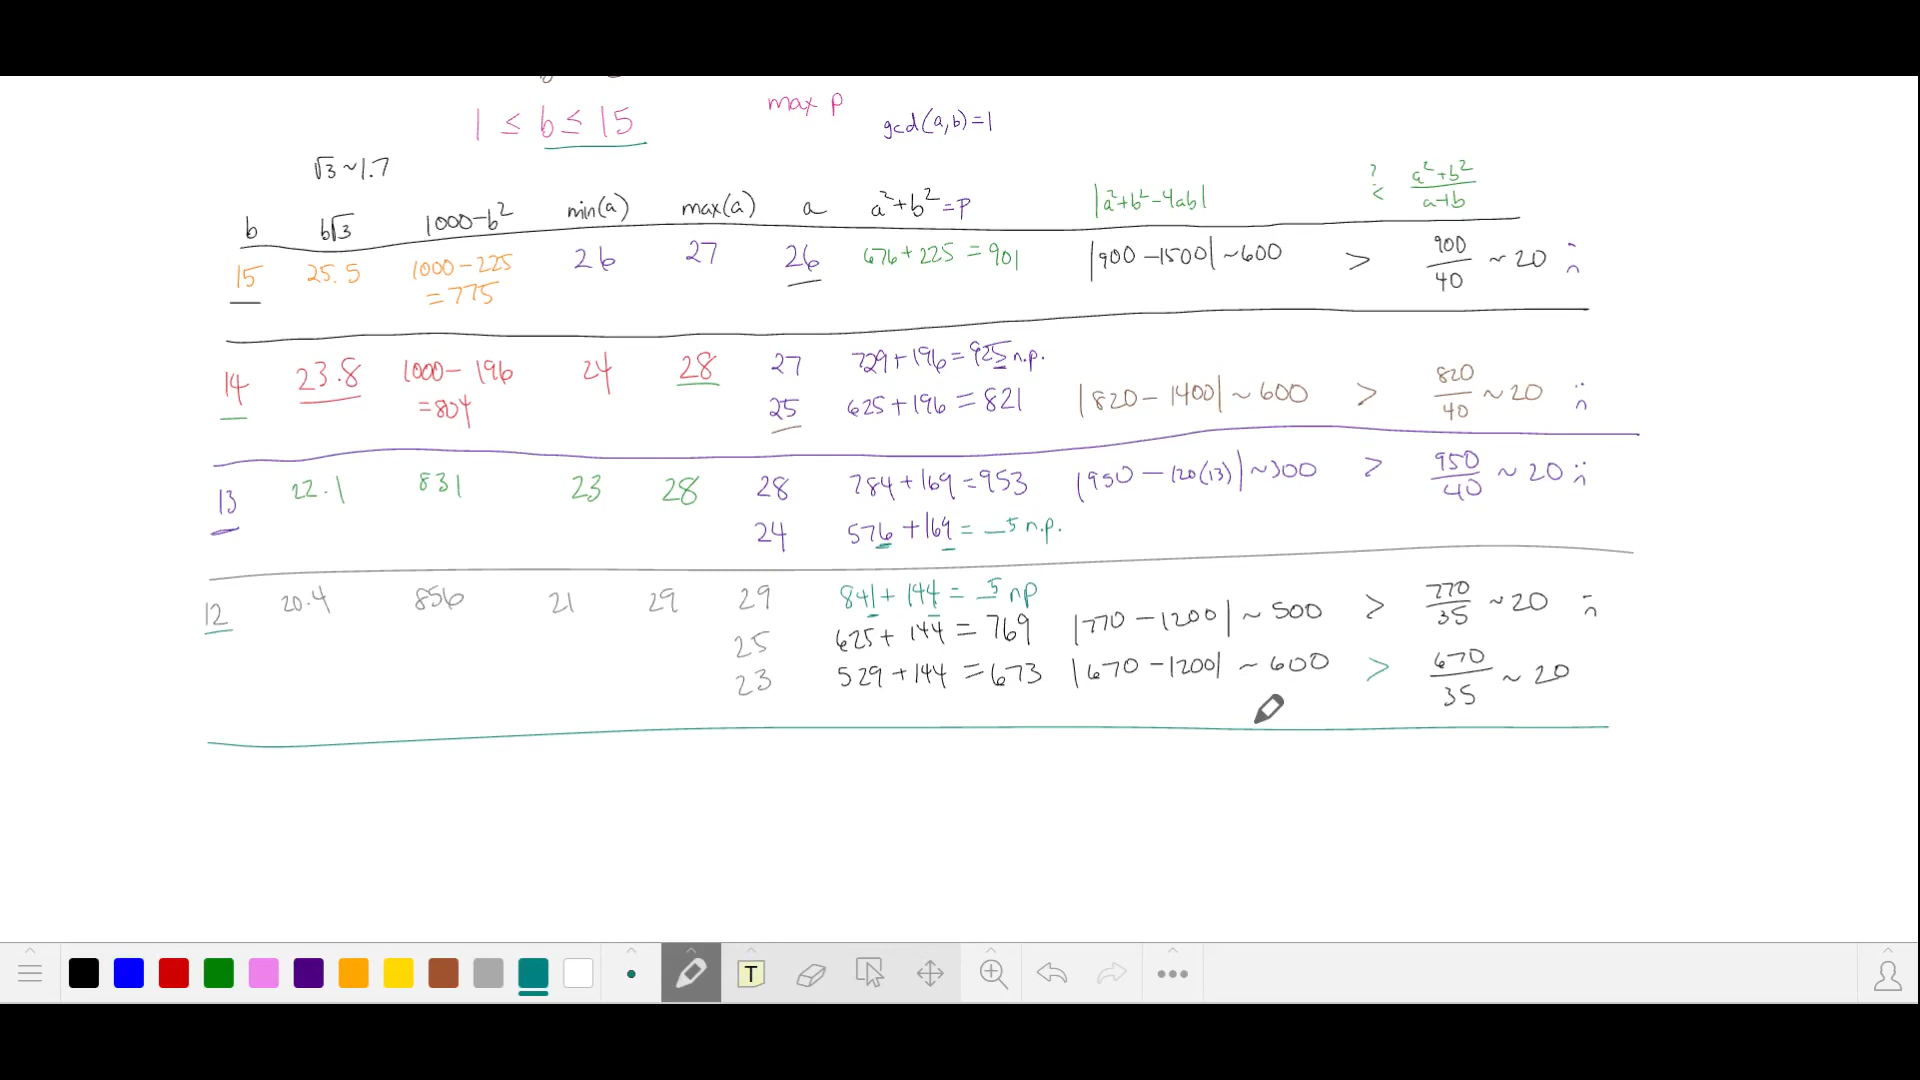 1 ≤ b ≤ 15
max p
gcd(a,b)=1
√3 ~1.7
b b√3 1000-b² min(a) max(a) a a²+b²=p |a²+b²-4ab| ?< (a²+b²)/(a+b)
15 25.5 1000-225 =775 26 27 26 676+225=901 |900-1500| ~600 > 900/40 ~20
14 23.8 1000-196 =804 24 28 27 729+196=925 n.p.
25 625+196=821 |820-1400| ~600 > 820/40 ~20
13 22.1 831 23 28 28 784+169=953 |950-120(13)| ~300 > 950/40 ~20
24 576+169=_5 n.p.
12 20.4 856 21 29 29 841+144=_5 np
25 625+144=769 |770-1200| ~500 > 770/35 ~20
23 529+144=673 |670-1200| ~600 > 670/35 ~20
T